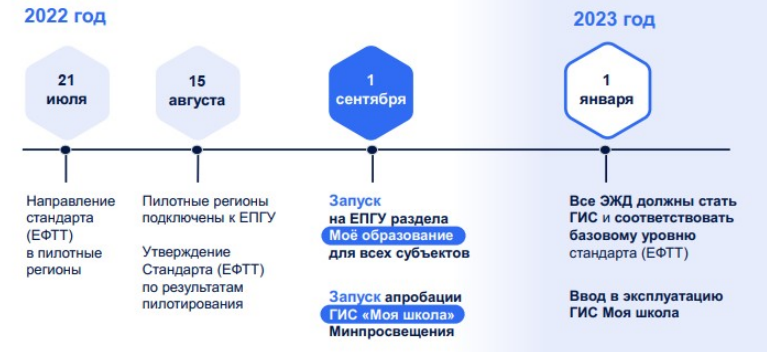 2022 год
2023 год
21
июля
15
августа
1
сентября
1
января
Направление
стандарта
(ЕФТТ)
в пилотные
регионы
Пилотные регионы
подключены к ЕПГУ
Утверждение
Стандарта (ЕФТТ)
по результатам
пилотирования
Запуск
на ЕПГУ раздела
Моё образование
для всех субъектов
Запуск апробации
ГИС «Моя школа»
Минпросвещения
Все ЭЖД должны стать
ГИС и соответствовать
базовому уровню
стандарта (ЕФТТ)
Ввод в эксплуатацию
ГИС Моя школа